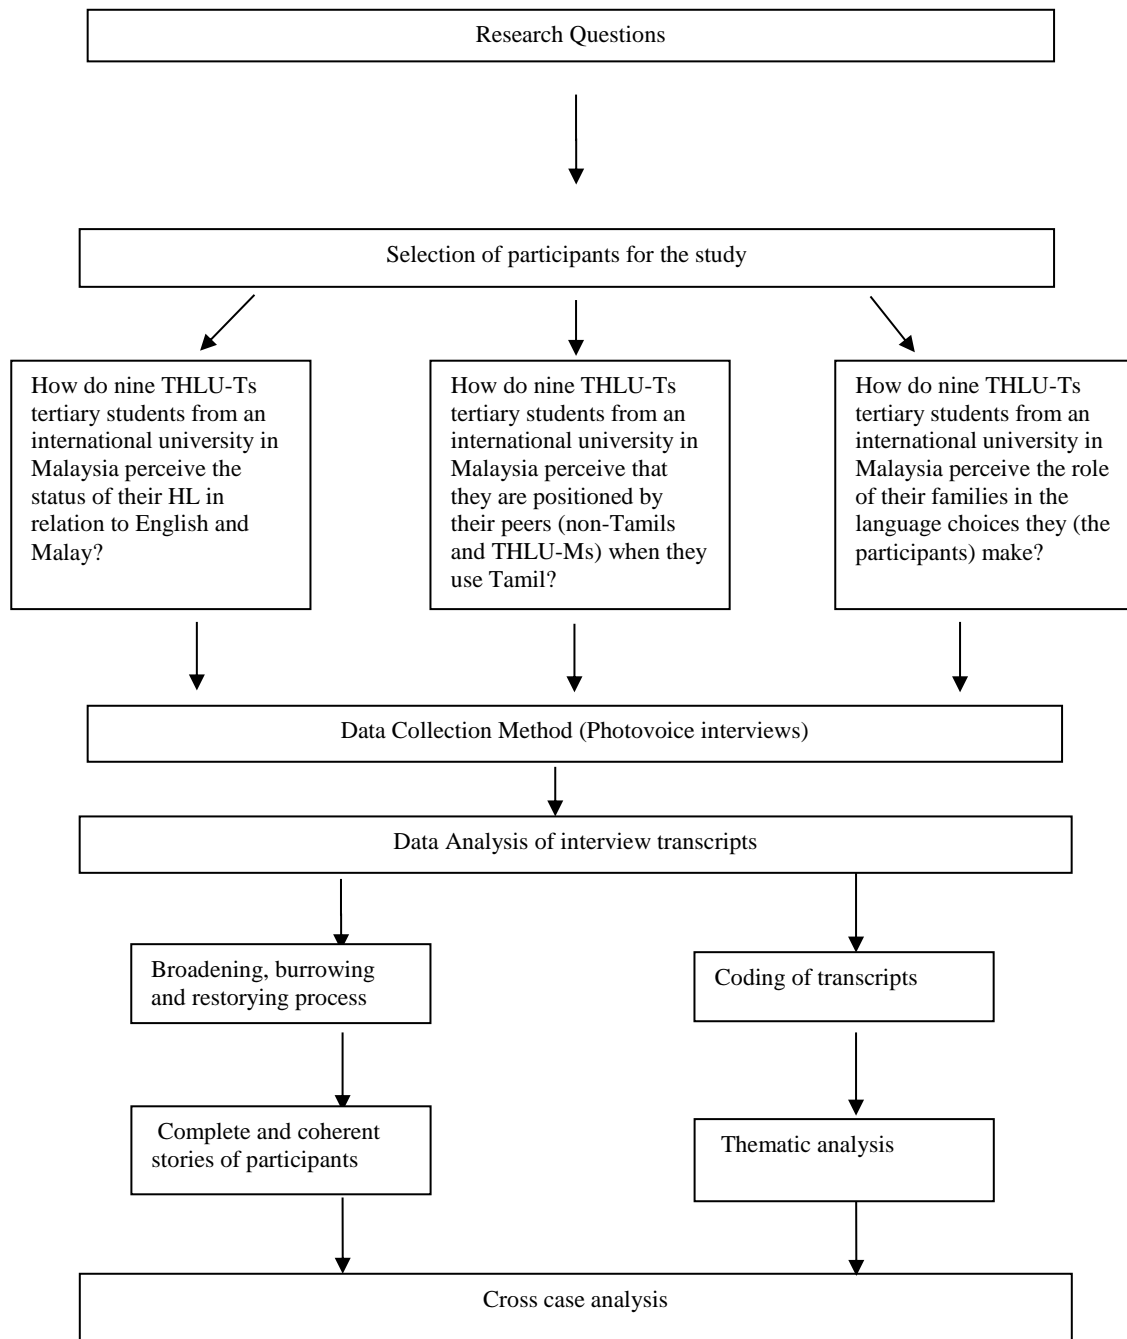 Research Questions
Selection of participants for the study
How do nine THLU-Ts
tertiary students from an
international university in
Malaysia perceive the
status of their HL in
relation to English and
Malay?
How do nine THLU-Ts
tertiary students from an
international university in
Malaysia perceive that
they are positioned by
their peers (non-Tamils
and THLU-Ms) when they
use Tamil?
How do nine THLU-Ts
tertiary students from an
international university in
Malaysia perceive the role
of their families in the
language choices they (the
participants) make?
Data Collection Method (Photovoice interviews)
Data Analysis of interview transcripts
Broadening, burrowing
and restorying process
Coding of transcripts
Complete and coherent
stories of participants
Thematic analysis
Cross case analysis